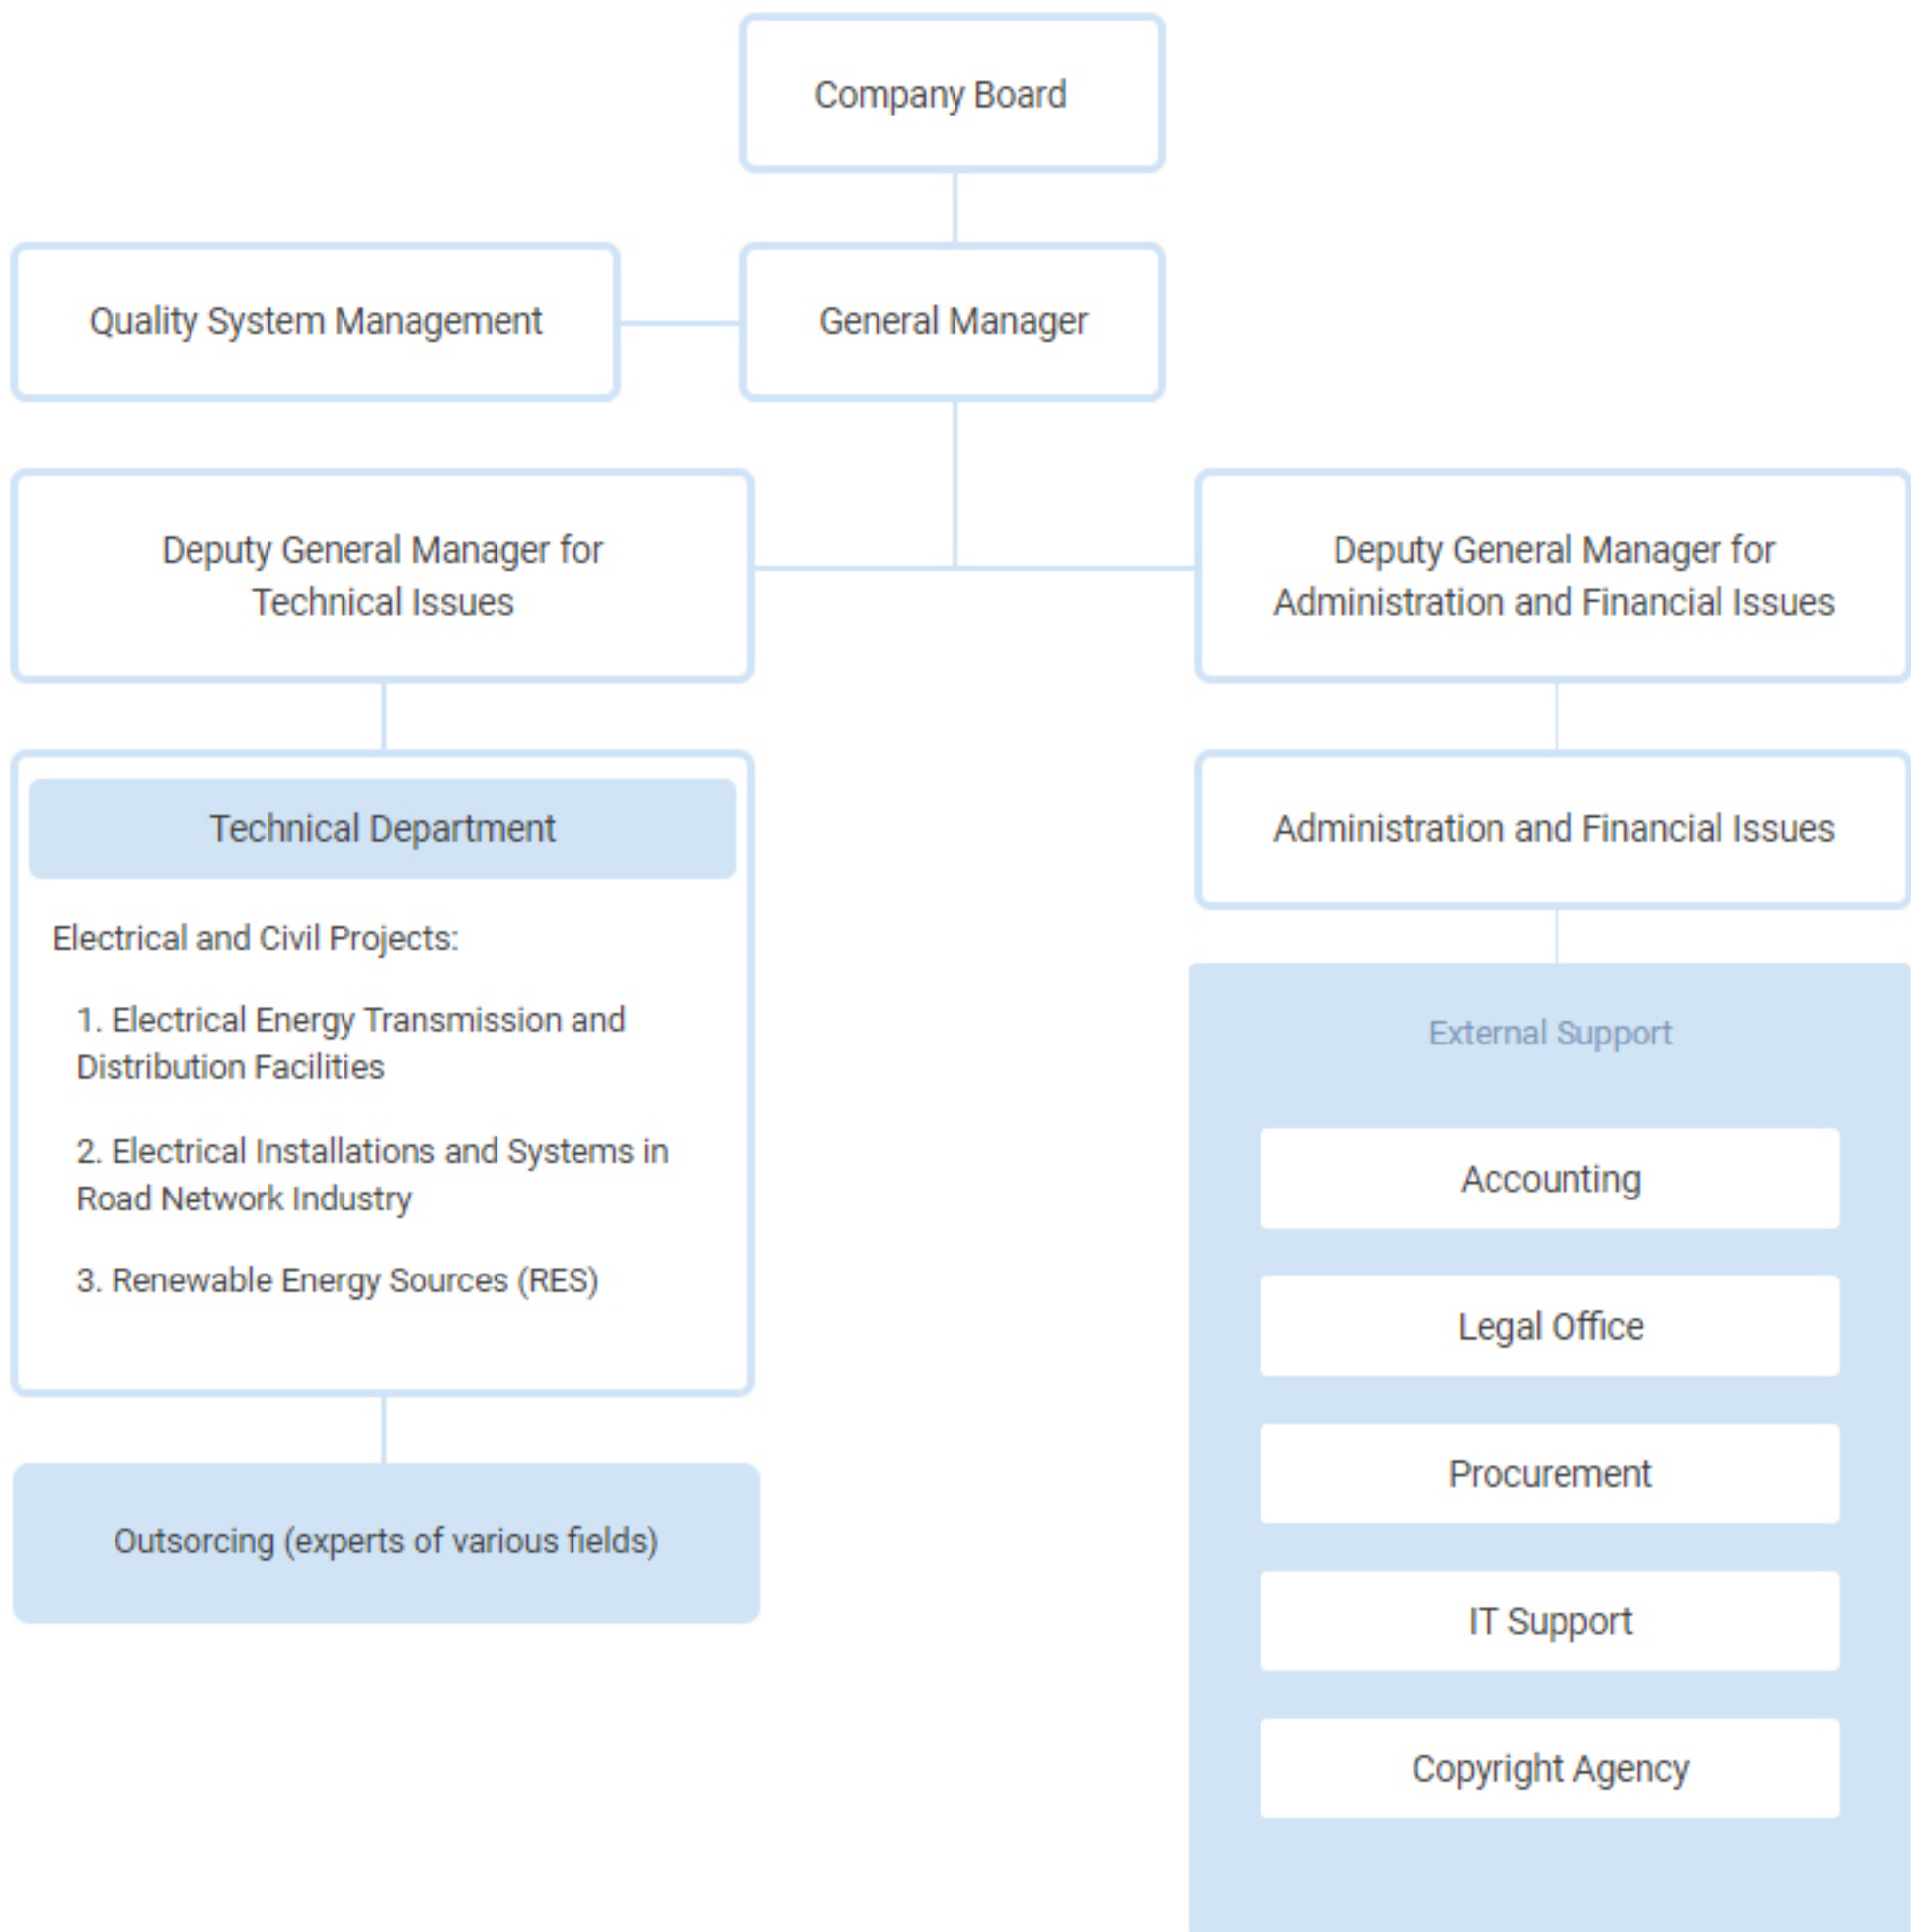 Company Board
Quality System Management
General Manager
Deputy General Manager for
Technical Issues
Deputy General Manager for
Administration and Financial Issues
Technical Department
Electrical and Civil Projects:
1. Electrical Energy Transmission and
Distribution Facilities
2. Electrical Installations and Systems in
Road Network Industry
3. Renewable Energy Sources (RES)
Outsorcing (experts of various fields)
Administration and Financial Issues
External Support
Accounting
Legal Office
Procurement
IT Support
Copyright Agency